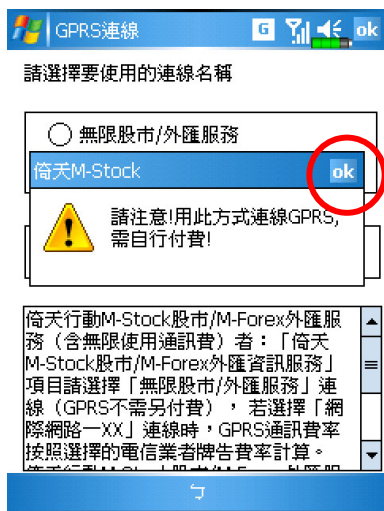 GPRS連線
G
ok
請選擇要使用的連線名稱
無限股市/外匯服務
倚天M-Stock
ok
請注意!用此方式連線GPRS,
需自行付費!
倚天行動M-Stock股市/M-Forex外匯服
務（含無限使用通訊費）者：「倚天
M-Stock股市/M-Forex外匯資訊服務」
項目請選擇「無限股市/外匯服務」連
線（GPRS不需另付費），若選擇「網
際網路一XX」連線時，GPRS通訊費率
按照選擇的電信業者牌告費率計算。